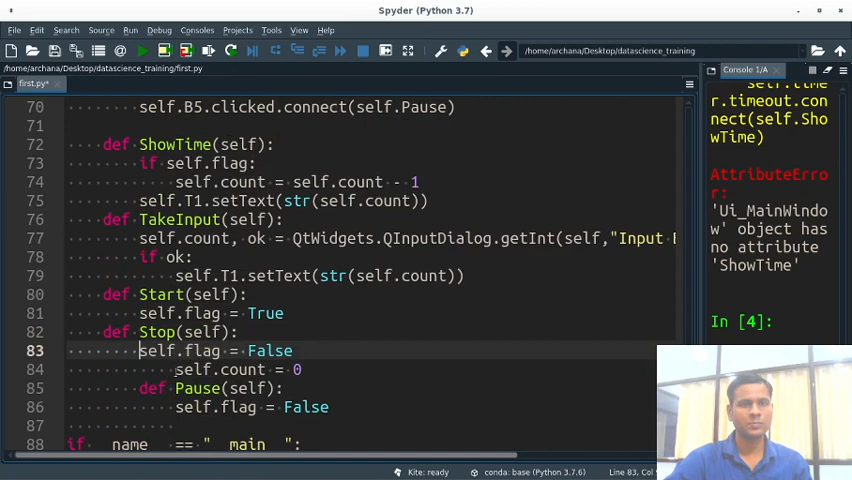 Spyder (Python 3.7)
File Edit Search Source Run Debug Consoles Projects Tools View Help
/home/archana/Desktop/datascience_training
/home/archana/Desktop/datascience_training/first.py
first.py*
Console 1/A
70 self.B5.clicked.connect(self.Pause)
71
72 def ShowTime(self):
73 if self.flag:
74 self.count = self.count - 1
75 self.T1.setText(str(self.count))
76 def TakeInput(self):
77 self.count, ok = QtWidgets.QInputDialog.getInt(self,"Input
78 if ok:
79 self.T1.setText(str(self.count))
80 def Start(self):
81 self.flag = True
82 def Stop(self):
83 self.flag = False
84 self.count = 0
85 def Pause(self):
86 self.flag = False
87
88 if __name__ == "__main__":
self.time
r.timeout.con
nect(self.Sho
wTime)
AttributeErro
r:
'Ui_MainWindo
w' object has
no attribute
'ShowTime'
In [4]:
Kite: ready conda: base (Python 3.7.6) Line 83, Col